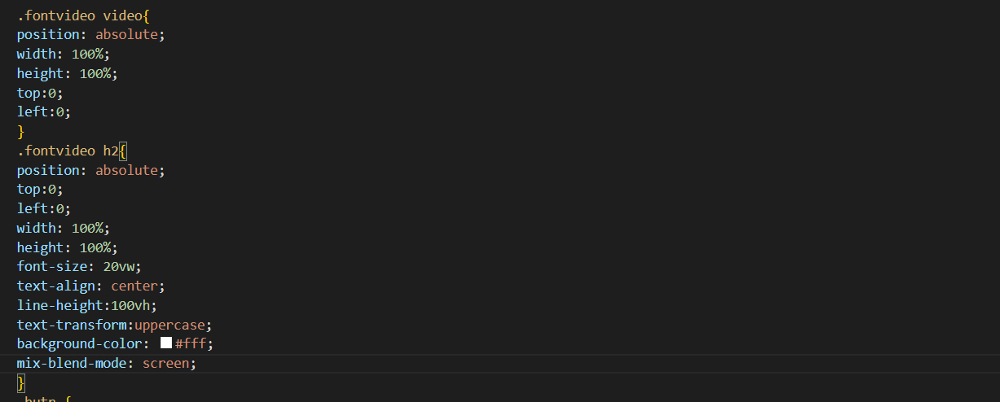 .fontvideo video{
position: absolute;
width: 100%;
height: 100%;
top:0;
left:0;
}
.fontvideo h2{
position: absolute;
top:0;
left:0;
width: 100%;
height: 100%;
font-size: 20vw;
text-align: center;
line-height:100vh;
text-transform:uppercase;
background-color: #fff;
mix-blend-mode: screen;
}